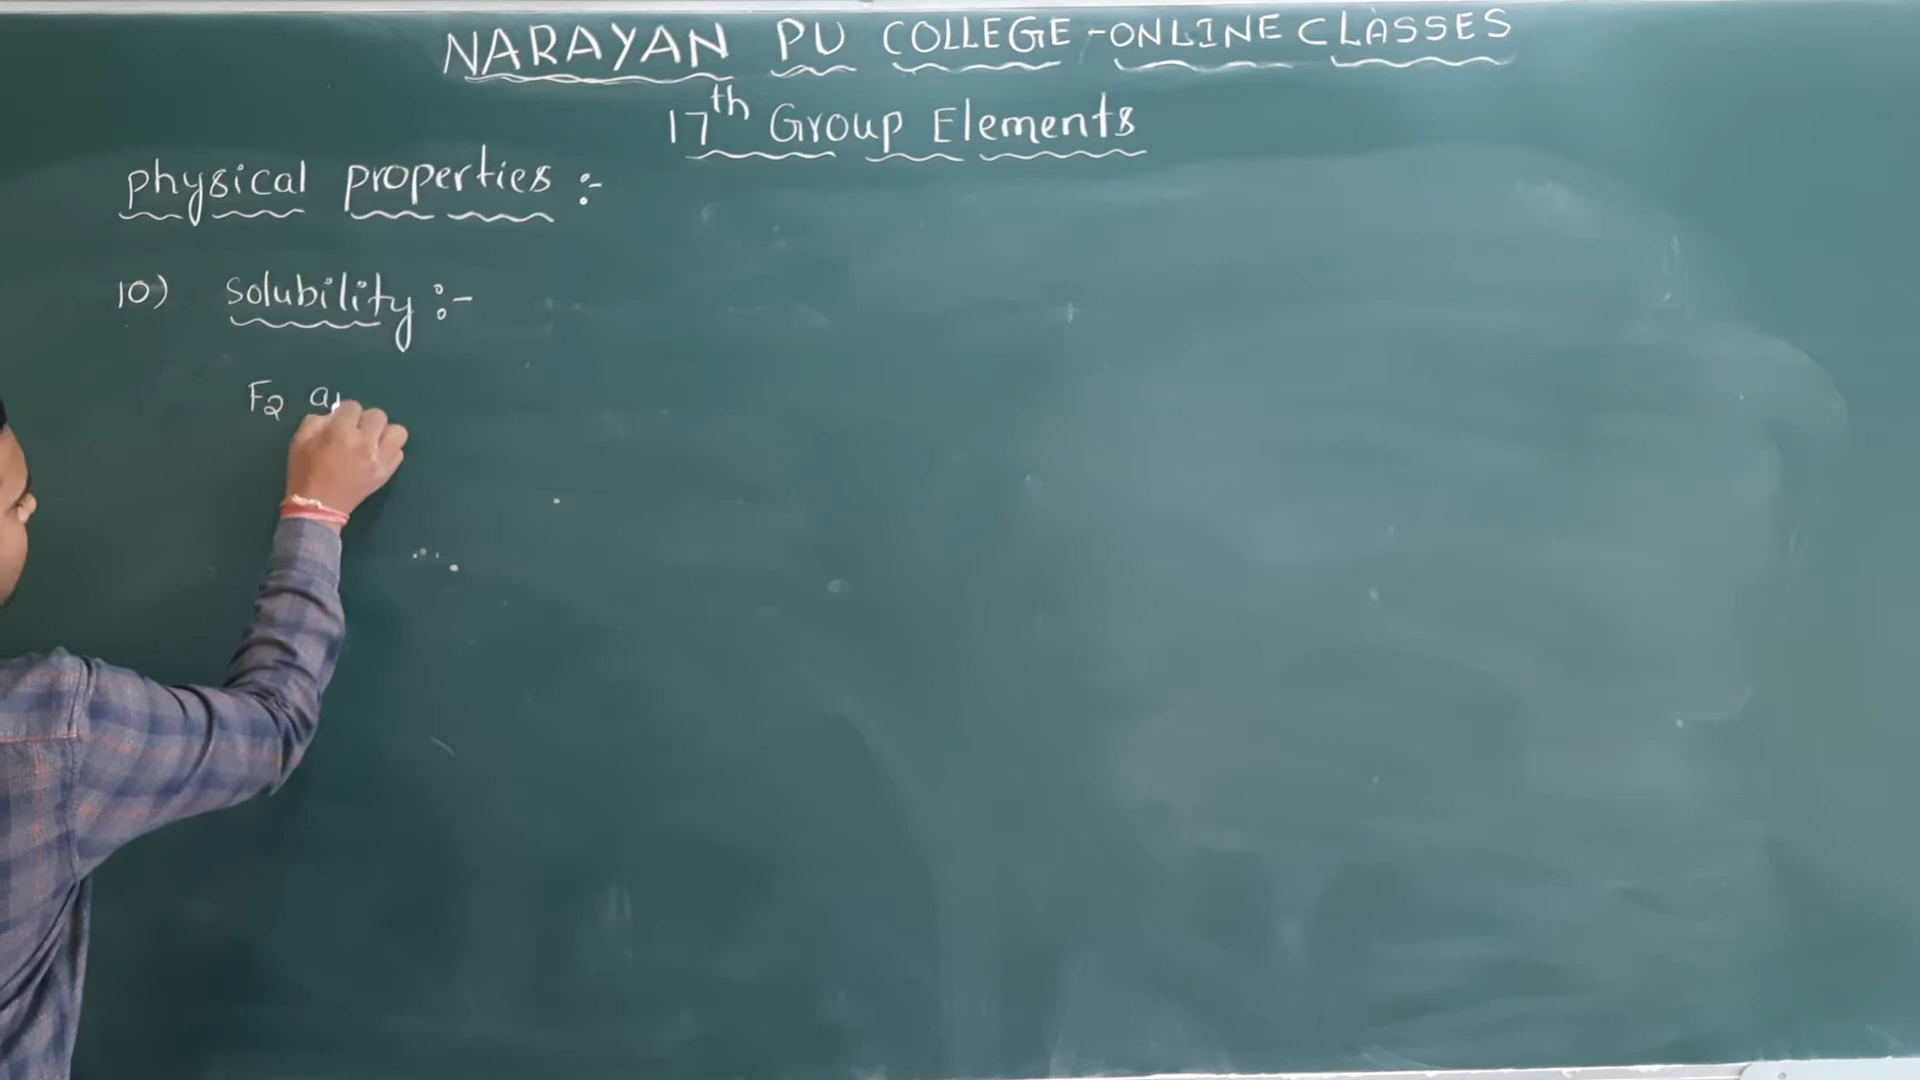 NARAYAN PU COLLEGE - ONLINE CLASSES
17th Group Elements
physical properties :-
10) solubility :-
F2 a